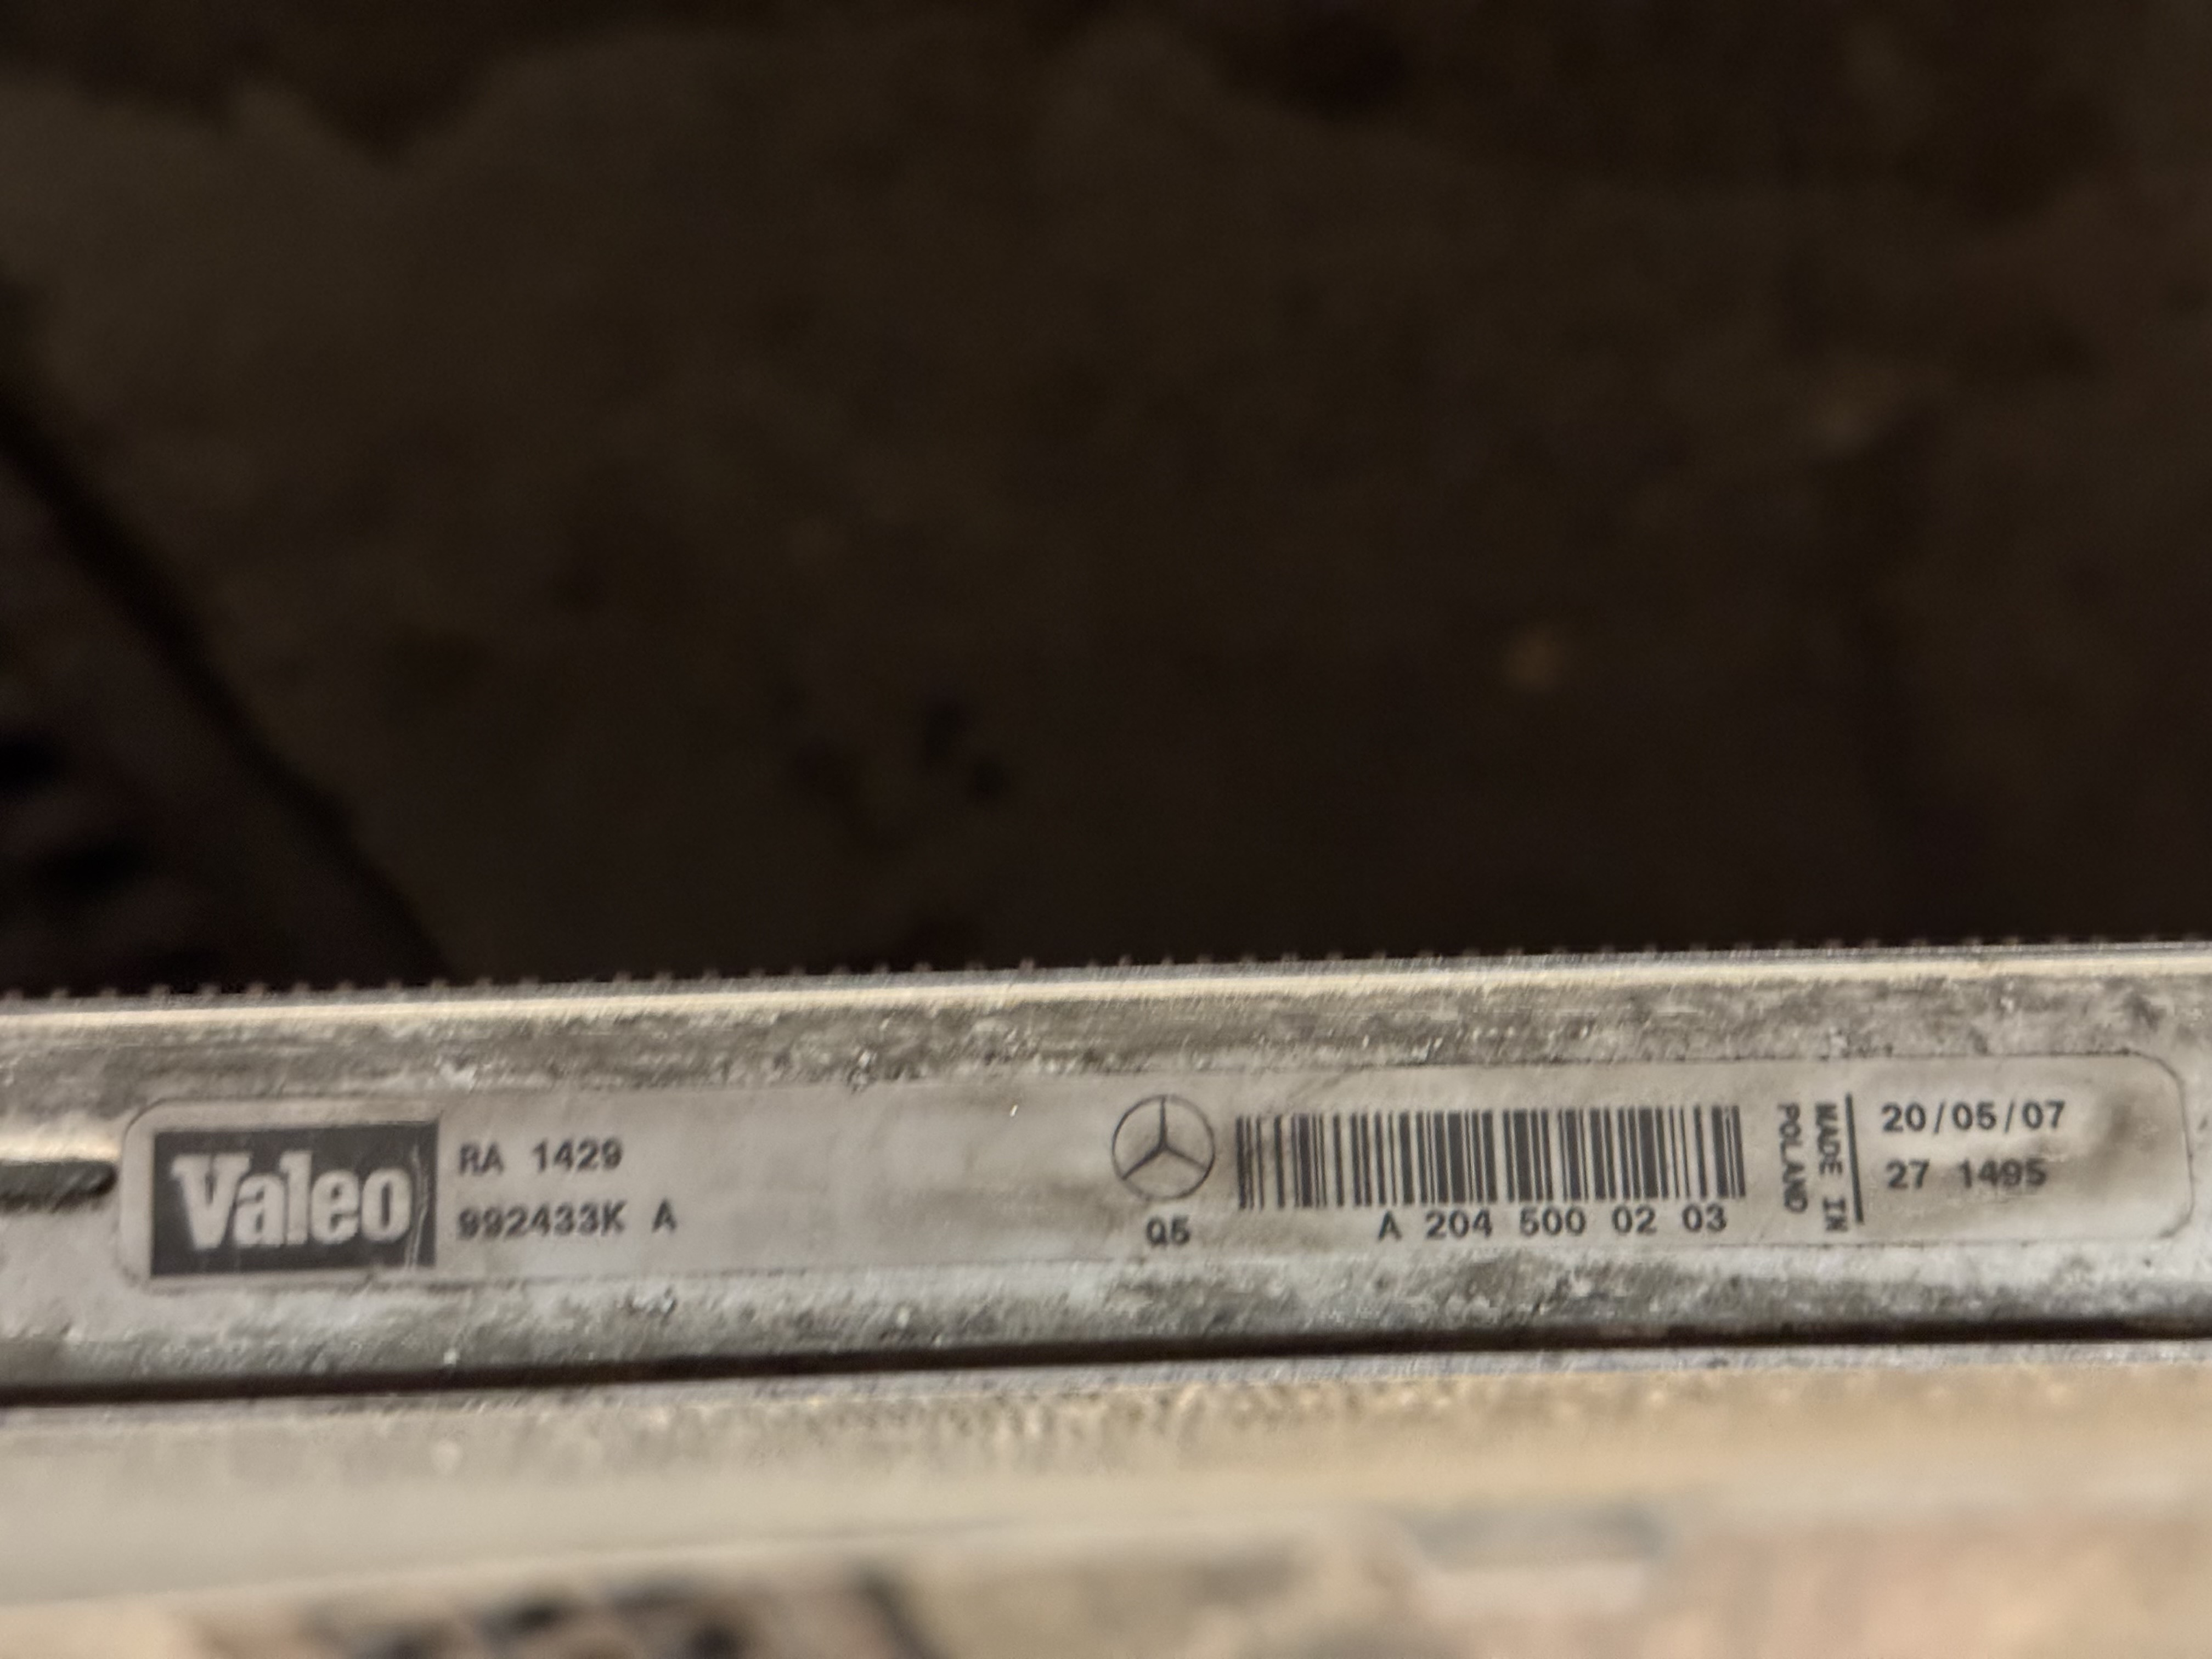 Valeo
RA 1429
992433K A
Q5
A 204 500 02 03
MADE IN
POLAND
20/05/07
27 1495